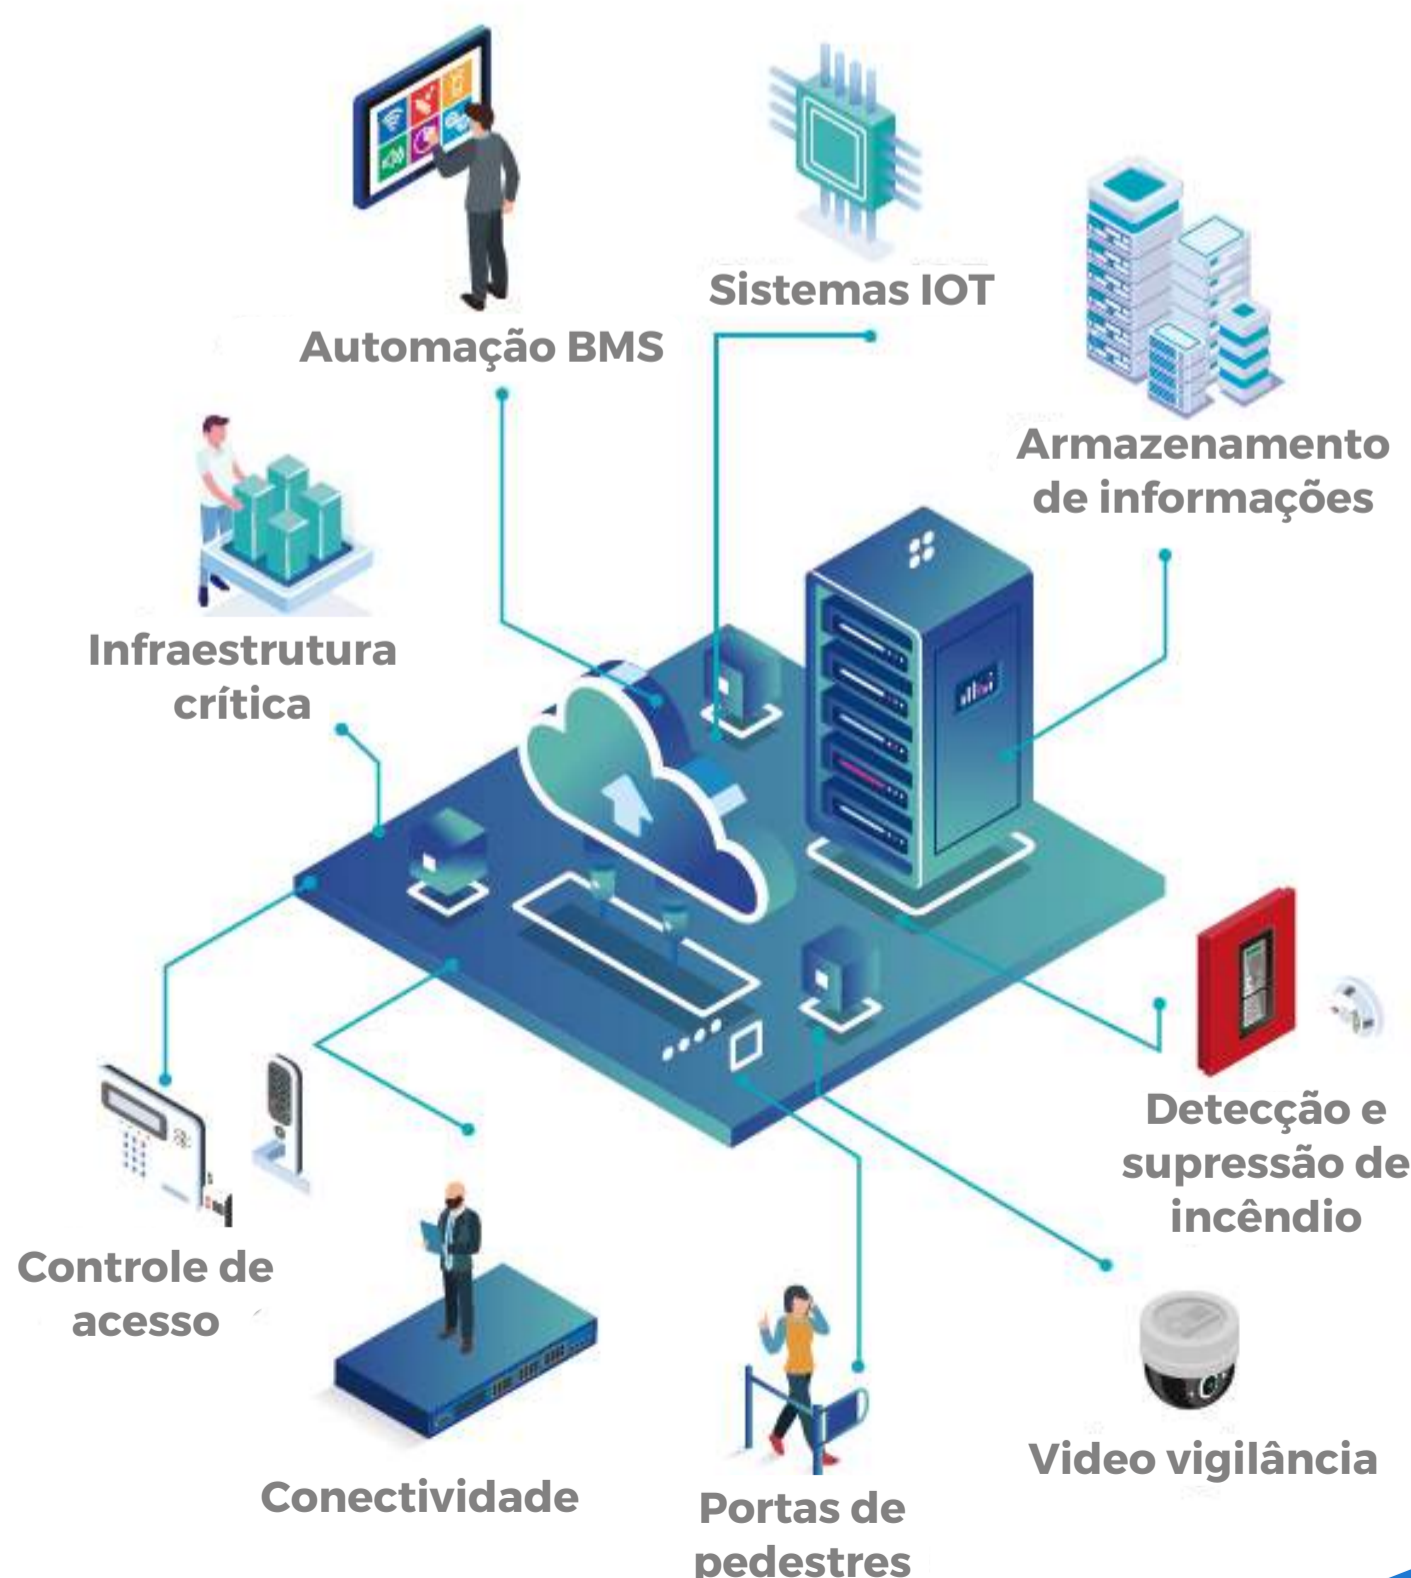 Sistemas IOT
Automação BMS
Armazenamento
de informações
Infraestrutura
crítica
Detecção e
supressão de
incêndio
Controle de
acesso
Video vigilância
Conectividade
Portas de
pedestres